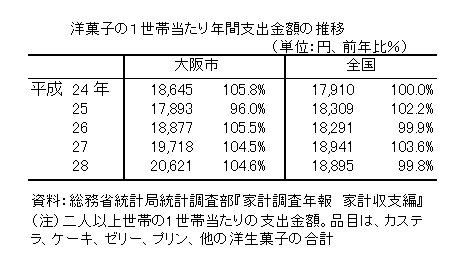 洋菓子の1世帯当たり年間支出金額の推移
(単位:円、前年比%)
大阪市 全国
平成 24年 18,645 105.8% 17,910 100.0%
25 17,893 96.0% 18,309 102.2%
26 18,877 105.5% 18,291 99.9%
27 19,718 104.5% 18,941 103.6%
28 20,621 104.6% 18,895 99.8%
資料:総務省統計局統計調査部『家計調査年報 家計収支編』
(注)二人以上世帯の1世帯当たりの支出金額。品目は、カステ
ラ、ケーキ、ゼリー、プリン、他の洋生菓子の合計